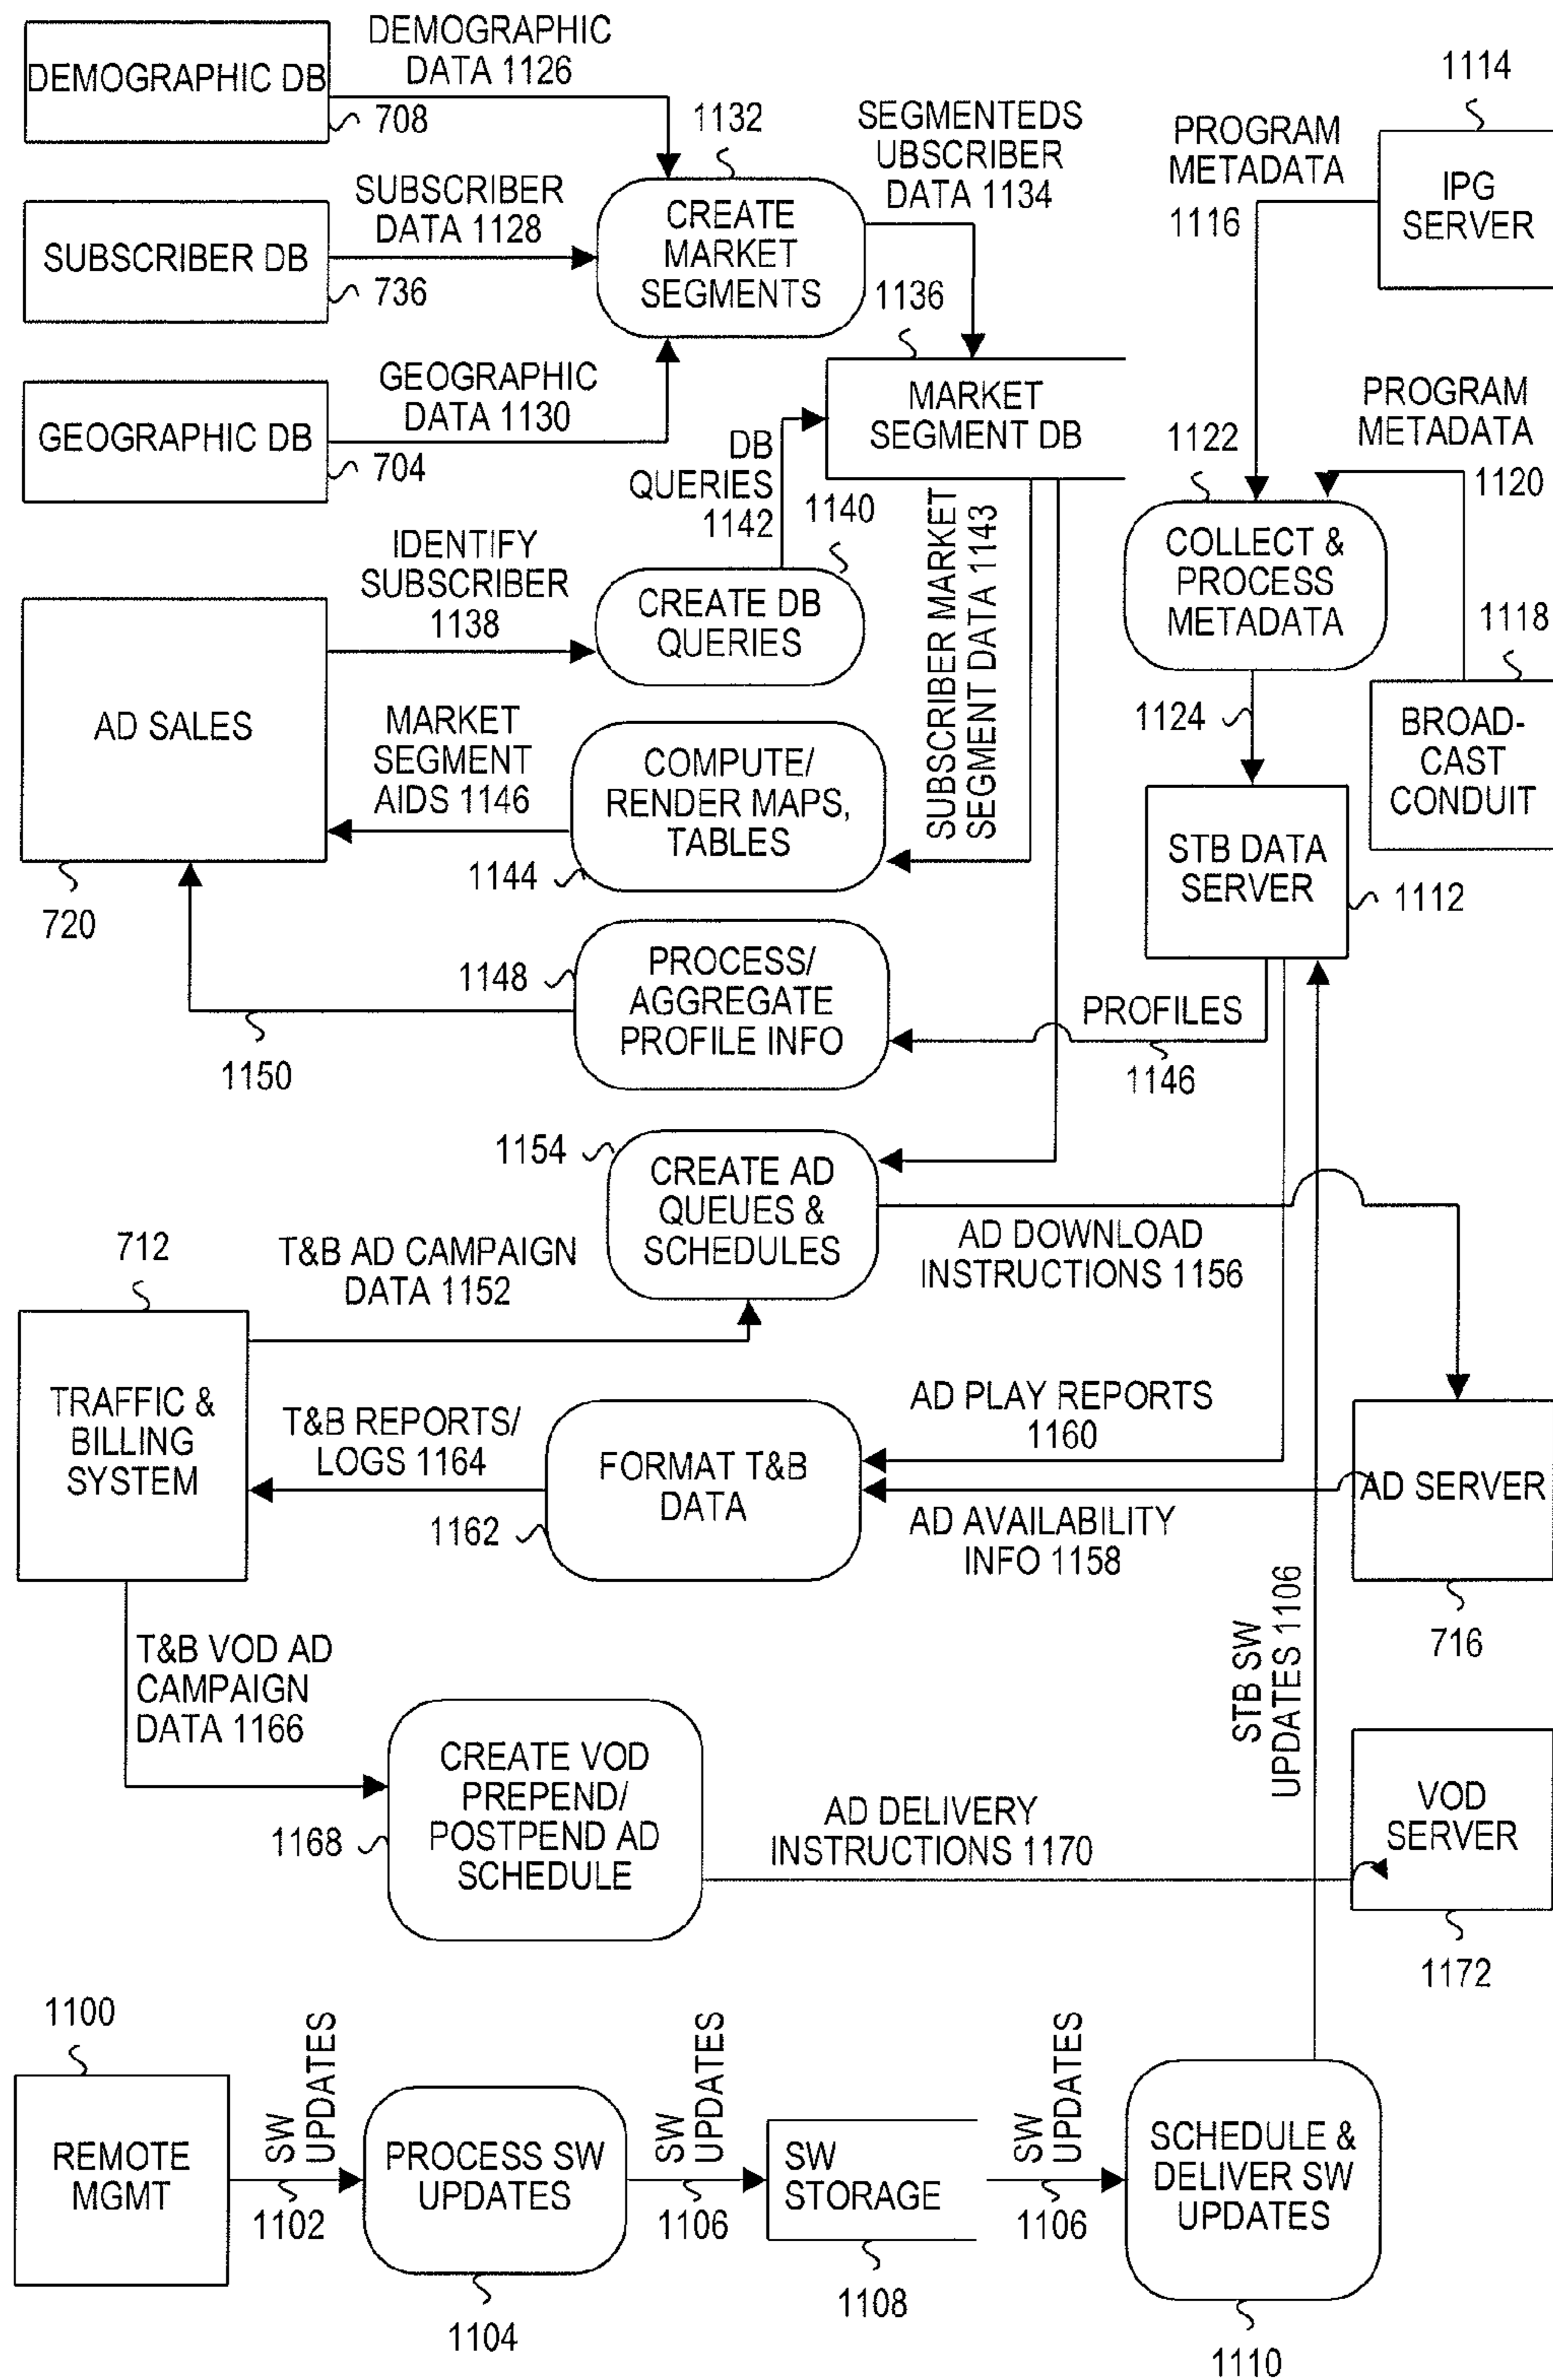 DEMOGRAPHIC DB
708
DEMOGRAPHIC
DATA 1126
SUBSCRIBER DB
736
SUBSCRIBER
DATA 1128
GEOGRAPHIC DB
704
GEOGRAPHIC
DATA 1130
1132
CREATE
MARKET
SEGMENTS
SEGMENTEDS
UBSCRIBER
DATA 1134
1136
MARKET
SEGMENT DB
PROGRAM
METADATA
1116
1114
IPG
SERVER
PROGRAM
METADATA
1120
1122
COLLECT &
PROCESS
METADATA
1118
BROAD-
CAST
CONDUIT
1124
STB DATA
SERVER
1112
DB
QUERIES
1142
1140
CREATE DB
QUERIES
IDENTIFY
SUBSCRIBER
1138
AD SALES
720
MARKET
SEGMENT
AIDS 1146
COMPUTE/
RENDER MAPS,
TABLES
1144
SUBSCRIBER MARKET
SEGMENT DATA 1143
1148
PROCESS/
AGGREGATE
PROFILE INFO
1150
PROFILES
1146
1154
CREATE AD
QUEUES &
SCHEDULES
AD DOWNLOAD
INSTRUCTIONS 1156
712
T&B AD CAMPAIGN
DATA 1152
TRAFFIC &
BILLING
SYSTEM
T&B REPORTS/
LOGS 1164
1162
FORMAT T&B
DATA
AD PLAY REPORTS
1160
AD AVAILABILITY
INFO 1158
AD SERVER
716
T&B VOD AD
CAMPAIGN
DATA 1166
1168
CREATE VOD
PREPEND/
POSTPEND AD
SCHEDULE
AD DELIVERY
INSTRUCTIONS 1170
STB SW
UPDATES 1106
VOD
SERVER
1172
1100
REMOTE
MGMT
SW
UPDATES
1102
PROCESS SW
UPDATES
1104
SW
UPDATES
1106
SW
STORAGE
1108
SW
UPDATES
1106
SCHEDULE &
DELIVER SW
UPDATES
1110